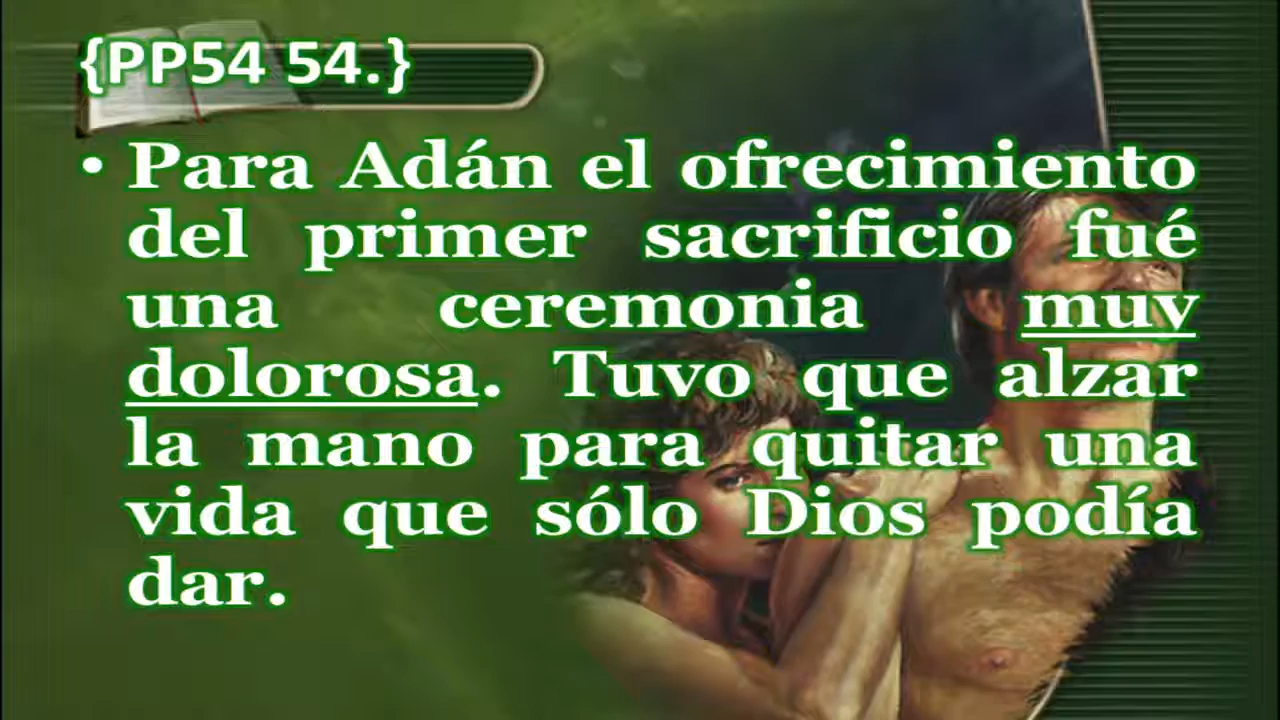 {PP54 54.}
• Para Adán el ofrecimiento
del primer sacrificio fué
una ceremonia muy
dolorosa. Tuvo que alzar
la mano para quitar una
vida que sólo Dios podía
dar.